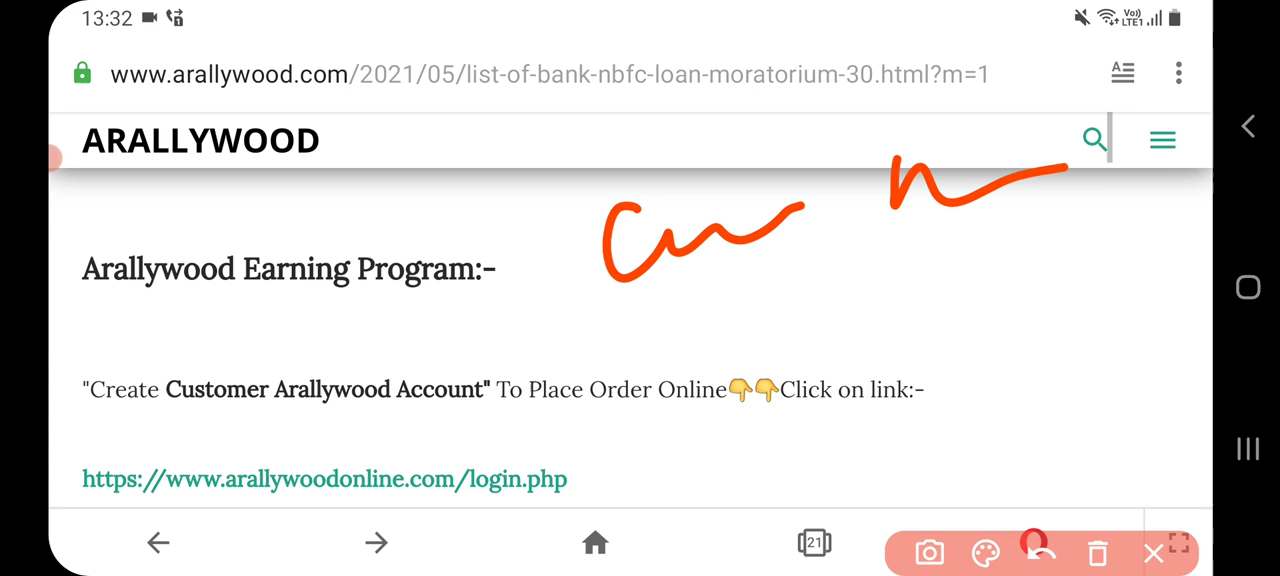 13:32 Vo)) LTE1
www.arallywood.com/2021/05/list-of-bank-nbfc-loan-moratorium-30.html?m=1
ARALLYWOOD
Arallywood Earning Program:-
"Create Customer Arallywood Account" To Place Order Online👇👇Click on link:-
https://www.arallywoodonline.com/login.php
21